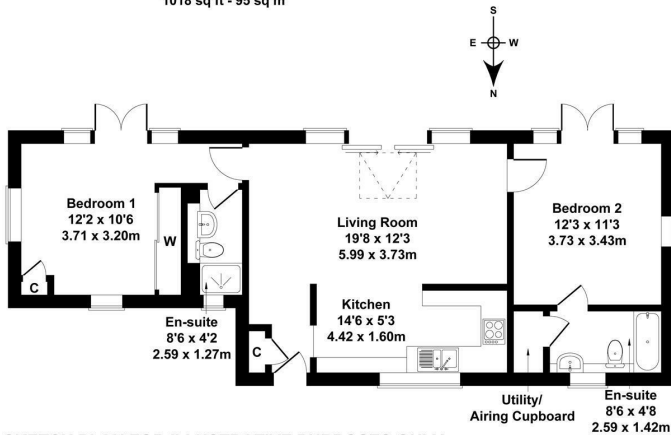 1018 sq ft - 95 sq m
S
E W
N
Bedroom 1
12'2 x 10'6
3.71 x 3.20m
W
C
En-suite
8'6 x 4'2
2.59 x 1.27m
Living Room
19'8 x 12'3
5.99 x 3.73m
Kitchen
14'6 x 5'3
4.42 x 1.60m
C
Bedroom 2
12'3 x 11'3
3.73 x 3.43m
Utility/
Airing Cupboard
En-suite
8'6 x 4'8
2.59 x 1.42m